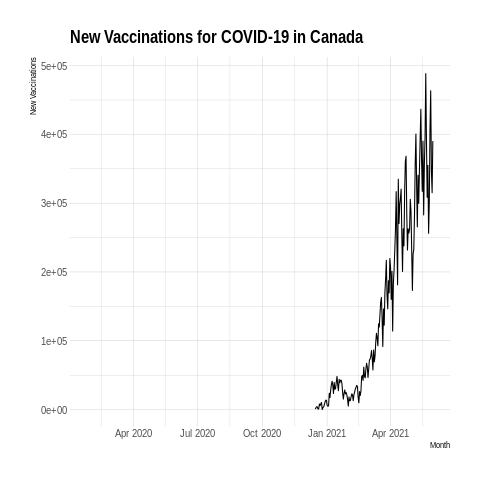 New Vaccinations for COVID-19 in Canada
New Vaccinations
5e+05
4e+05
3e+05
2e+05
1e+05
0e+00
Apr 2020 Jul 2020 Oct 2020 Jan 2021 Apr 2021
Month